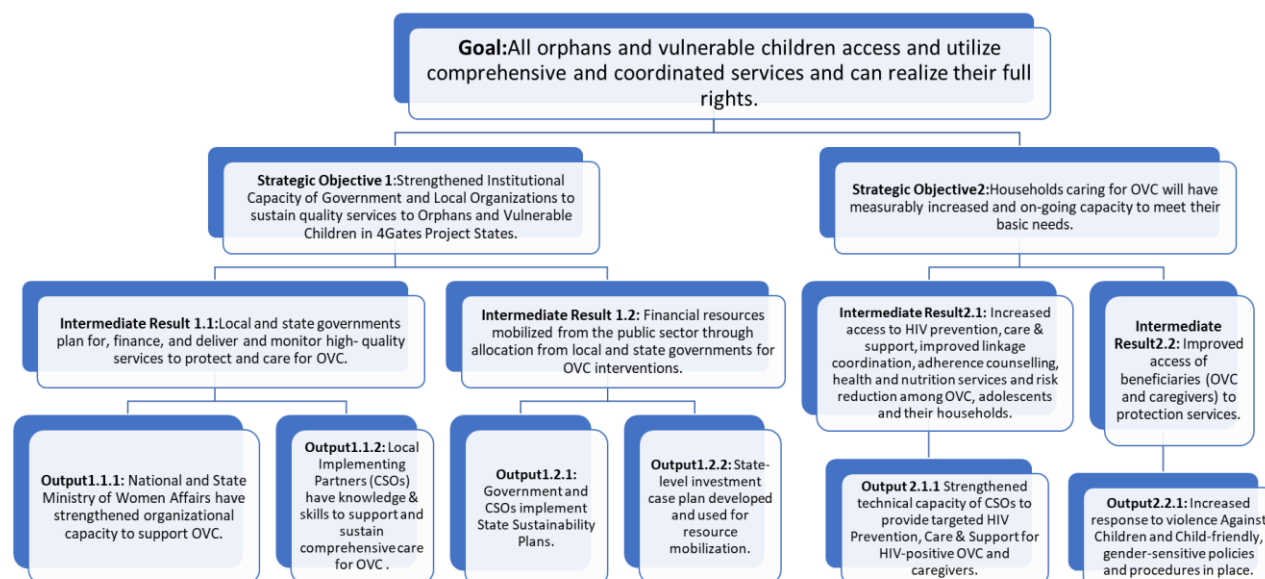 Goal:All orphans and vulnerable children access and utilize
comprehensive and coordinated services and can realize their full
rights.
Strategic Objective 1:Strengthened Institutional
Capacity of Government and Local Organizations to
sustain quality services to Orphans and Vulnerable
Children in 4Gates Project States.
Strategic Objective2:Households caring for OVC will have
measurably increased and on-going capacity to meet their
basic needs.
Intermediate Result 1.1:Local and state governments
plan for, finance, and deliver and monitor high- quality
services to protect and care for OVC.
Intermediate Result 1.2: Financial resources
mobilized from the public sector through
allocation from local and state governments for
OVC interventions.
Intermediate Result2.1: Increased
access to HIV prevention, care &
support, improved linkage
coordination, adherence counselling,
health and nutrition services and risk
reduction among OVC, adolescents
and their households.
Intermediate
Result2.2: Improved
access of
beneficiaries (OVC
and caregivers) to
protection services.
Output1.1.1: National and State
Ministry of Women Affairs have
strengthened organizational
capacity to support OVC.
Output1.1.2: Local
Implementing
Partners (CSOs)
have knowledge &
skills to support and
sustain
comprehensive care
for OVC .
Output1.2.1:
Government and
CSOs implement
State Sustainability
Plans.
Output1.2.2: State-
level investment
case plan developed
and used for
resource
mobilization.
Output 2.1.1 Strengthened
technical capacity of CSOs to
provide targeted HIV
Prevention, Care & Support for
HIV-positive OVC and
caregivers.
Output2.2.1: Increased
response to violence Against
Children and Child-friendly,
gender-sensitive policies
and procedures in place.